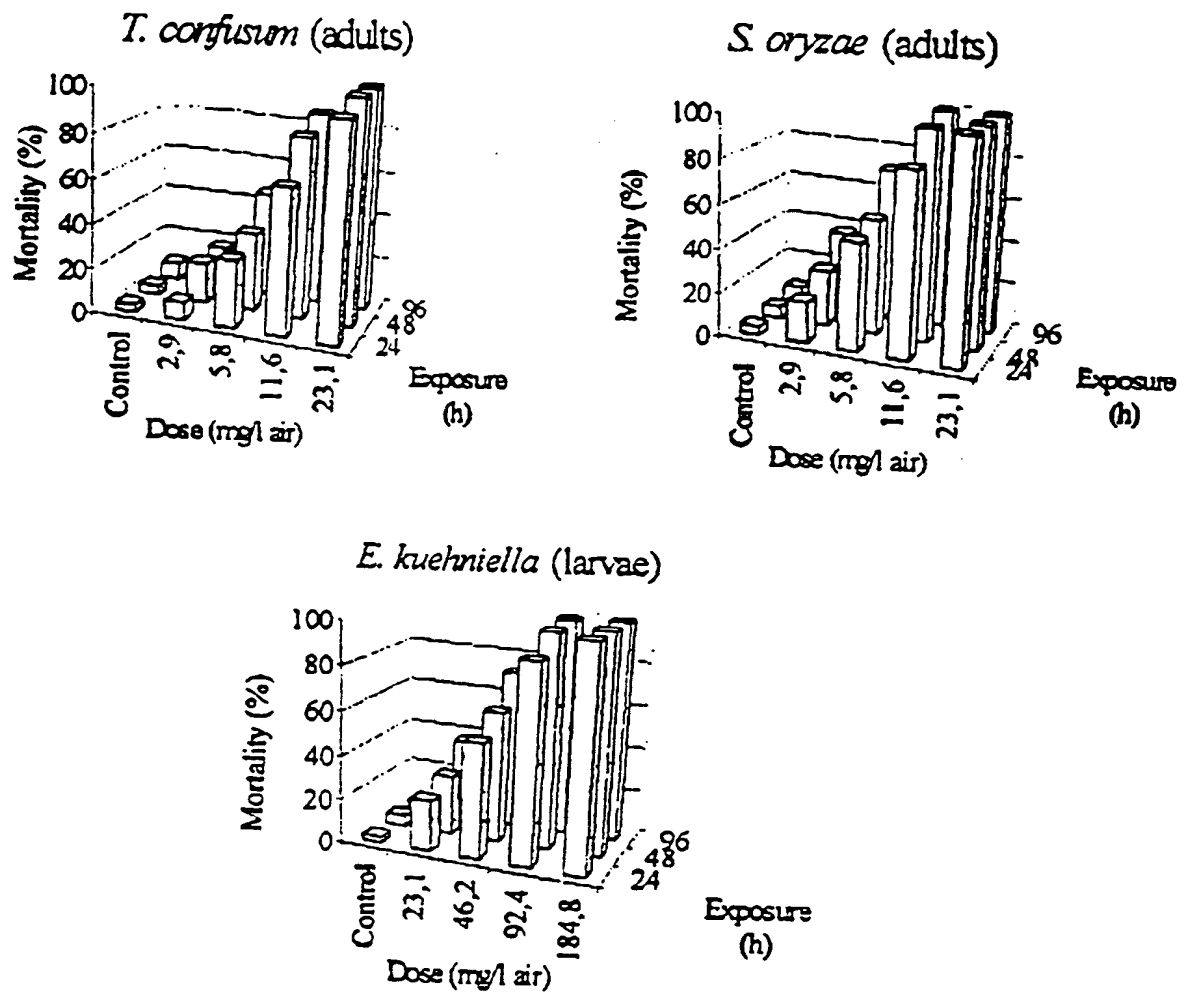 T. confusum (adults)
100
80
60
40
20
0
Mortality (%)
Control
2,9
5,8
11,6
23,1
Dose (mg/l air)
96
48
24
Exposure
(h)
S. oryzae (adults)
100
80
60
40
20
0
Mortality (%)
Control
2,9
5,8
11,6
23,1
Dose (mg/l air)
96
48
24
Exposure
(h)
E. kuehniella (larvae)
100
80
60
40
20
0
Mortality (%)
Control
23,1
46,2
92,4
184,8
Dose (mg/l air)
96
48
24
Exposure
(h)